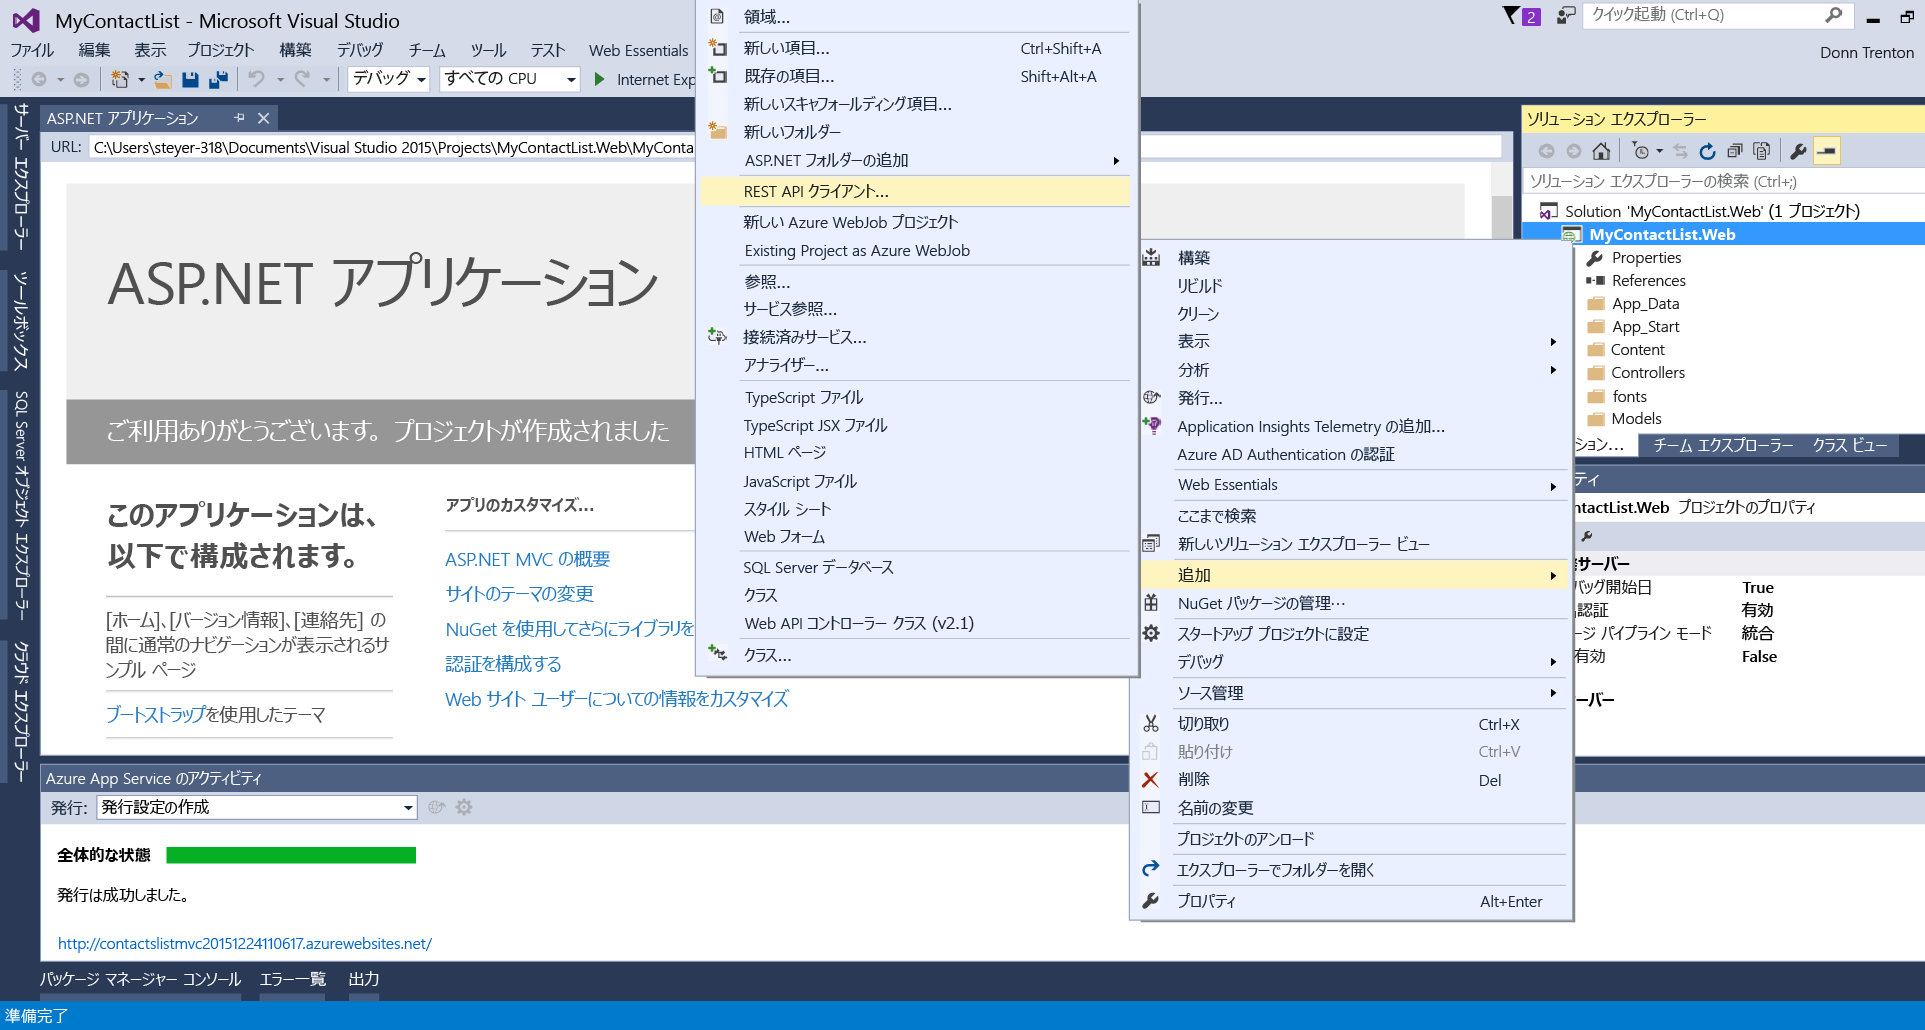 MyContactList - Microsoft Visual Studio
2
クイック起動 (Ctrl+Q)
ファイル 編集 表示 プロジェクト 構築 デバッグ チーム ツール テスト Web Essentials
Donn Trenton
デバッグ すべての CPU Internet Exp
サーバー エクスプローラー
ツールボックス
SQL Server オブジェクト エクスプローラー
クラウド エクスプローラー
ASP.NET アプリケーション
URL: C:\Users\steyer-318\Documents\Visual Studio 2015\Projects\MyContactList.Web\MyConta
ASP.NET アプリケーション
ご利用ありがとうございます。プロジェクトが作成されました
このアプリケーションは、
以下で構成されます。
[ホーム]、[バージョン情報]、[連絡先] の
間に通常のナビゲーションが表示されるサ
ンプル ページ
ブートストラップを使用したテーマ
アプリのカスタマイズ...
ASP.NET MVC の概要
サイトのテーマの変更
NuGet を使用してさらにライブラリを
認証を構成する
Web サイト ユーザーについての情報をカスタマイズ
領域...
新しい項目... Ctrl+Shift+A
既存の項目... Shift+Alt+A
新しいスキャフォールディング項目...
新しいフォルダー
ASP.NET フォルダーの追加
REST API クライアント...
新しい Azure WebJob プロジェクト
Existing Project as Azure WebJob
参照...
サービス参照...
接続済みサービス...
アナライザー...
TypeScript ファイル
TypeScript JSX ファイル
HTML ページ
JavaScript ファイル
スタイル シート
Web フォーム
SQL Server データベース
クラス
Web API コントローラー クラス (v2.1)
クラス...
構築
リビルド
クリーン
表示
分析
発行...
Application Insights Telemetry の追加...
Azure AD Authentication の認証
Web Essentials
ここまで検索
新しいソリューション エクスプローラー ビュー
追加
NuGet パッケージの管理…
スタートアップ プロジェクトに設定
デバッグ
ソース管理
切り取り Ctrl+X
貼り付け Ctrl+V
削除 Del
名前の変更
プロジェクトのアンロード
エクスプローラーでフォルダーを開く
プロパティ Alt+Enter
ソリューション エクスプローラー
ソリューション エクスプローラーの検索 (Ctrl+;)
Solution 'MyContactList.Web' (1 プロジェクト)
MyContactList.Web
Properties
References
App_Data
App_Start
Content
Controllers
fonts
Models
ション... チーム エクスプローラー クラス ビュー
ティ
ntactList.Web プロジェクトのプロパティ
サーバー
バッグ開始日 True
認証 有効
ージ パイプライン モード 統合
有効 False
ーバー
Azure App Service のアクティビティ
発行: 発行設定の作成
全体的な状態
発行は成功しました。
http://contactslistmvc20151224110617.azurewebsites.net/
パッケージ マネージャー コンソール エラー一覧 出力
準備完了